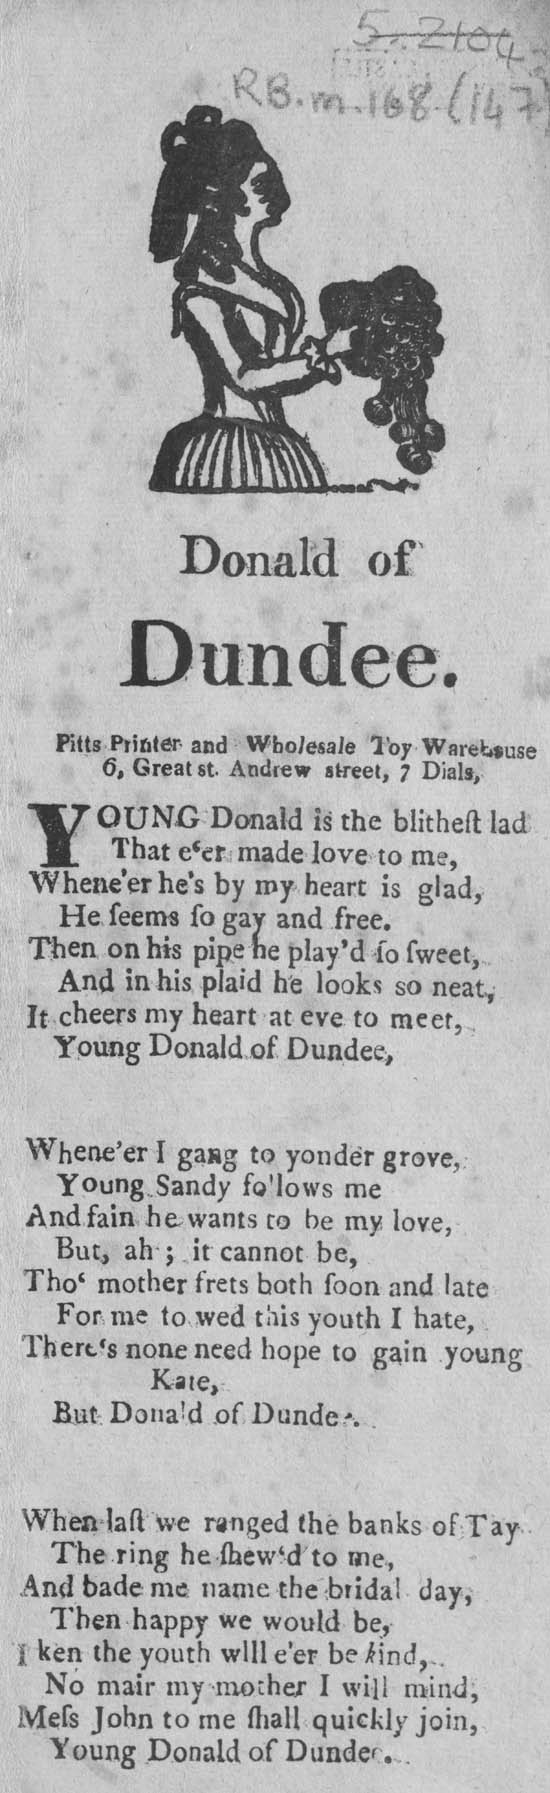 5. 2104
RB.m.168 (147)
Donald of
Dundee.
Pitts Printer and Wholesale Toy Warehouse
6, Great st. Andrew street, 7 Dials,
YOUNG Donald is the blitheſt lad
That e‘er made love to me,
Whene'er he's by my heart is glad,
He ſeems ſo gay and free.
Then on his pipe he play'd ſo ſweet,
And in his plaid he looks so neat,
It cheers my heart at eve to meet,
Young Donald of Dundee,
Whene'er I gang to yonder grove,
Young Sandy fo'lows me
And fain he wants to be my love,
But, ah ; it cannot be,
Tho‘ mother frets both ſoon and late
For me to wed this youth I hate,
There‘s none need hope to gain young
Kate,
But Dona'd of Dundee.
When laſt we ranged the banks of Tay
The ring he ſhew‘d to me,
And bade me name the bridal day,
Then happy we would be,
I ken the youth wlll e'er be kind,
No mair my mother I will mind,
Meſs John to me ſhall quickly join,
Young Donald of Dundee.